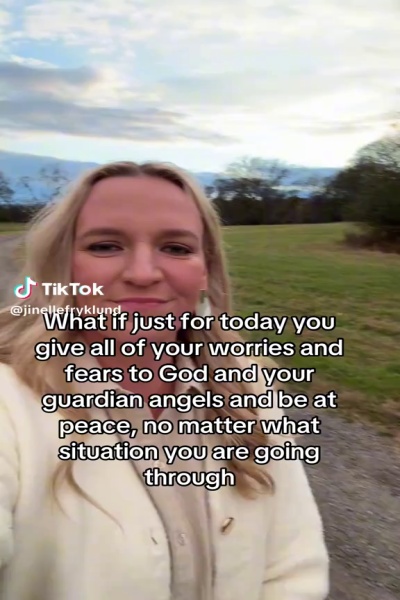 TikTok
@jinellefryklund
What if just for today you
give all of your worries and
fears to God and your
guardian angels and be at
peace, no matter what
situation you are going
through